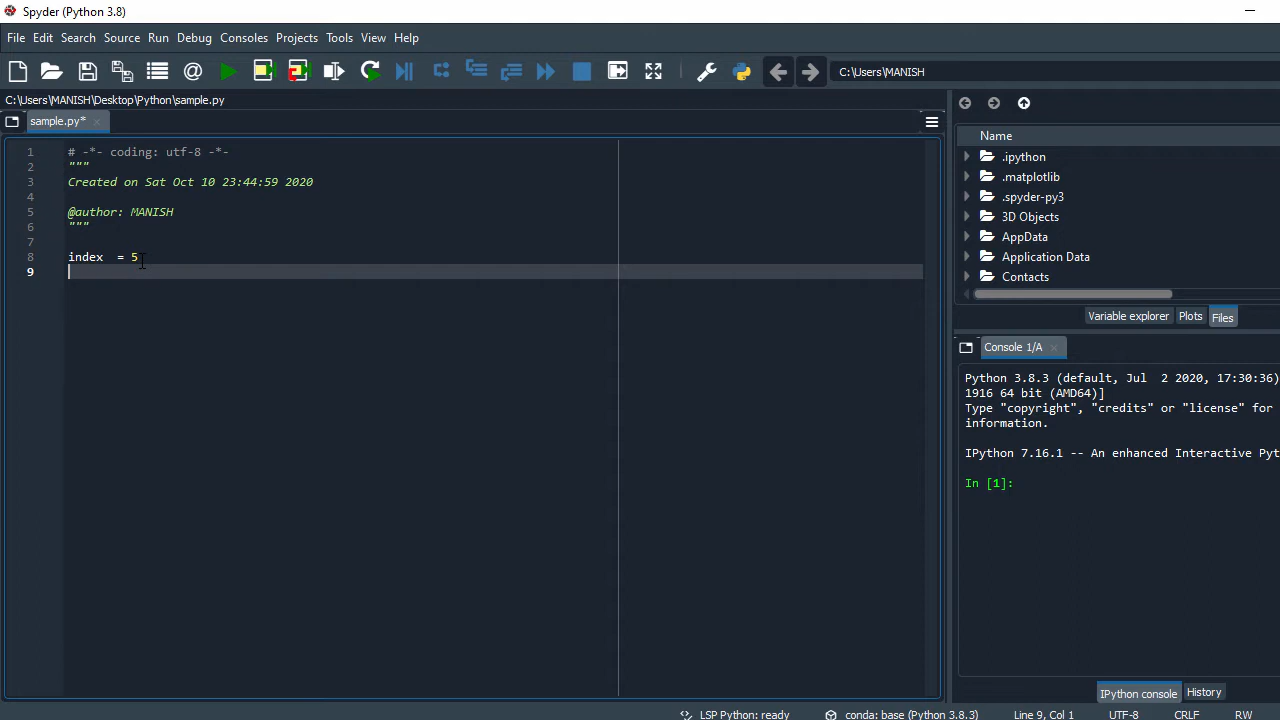 Spyder (Python 3.8)
File Edit Search Source Run Debug Consoles Projects Tools View Help
C:\Users\MANISH
C:\Users\MANISH\Desktop\Python\sample.py
sample.py*
1 # -*- coding: utf-8 -*-
2 """
3 Created on Sat Oct 10 23:44:59 2020
4
5 @author: MANISH
6 """
7
8 index  = 5
9
Name
.ipython
.matplotlib
.spyder-py3
3D Objects
AppData
Application Data
Contacts
Variable explorer Plots Files
Console 1/A
Python 3.8.3 (default, Jul  2 2020, 17:30:36)
1916 64 bit (AMD64)]
Type "copyright", "credits" or "license" for
information.
IPython 7.16.1 -- An enhanced Interactive Pyt
In [1]:
IPython console History
LSP Python: ready conda: base (Python 3.8.3) Line 9, Col 1 UTF-8 CRLF RW